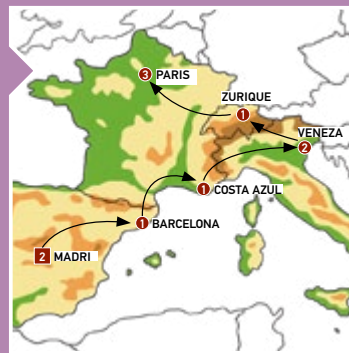 3 PARIS
ZURIQUE
1
VENEZA
2
1 COSTA AZUL
1 BARCELONA
2 MADRI